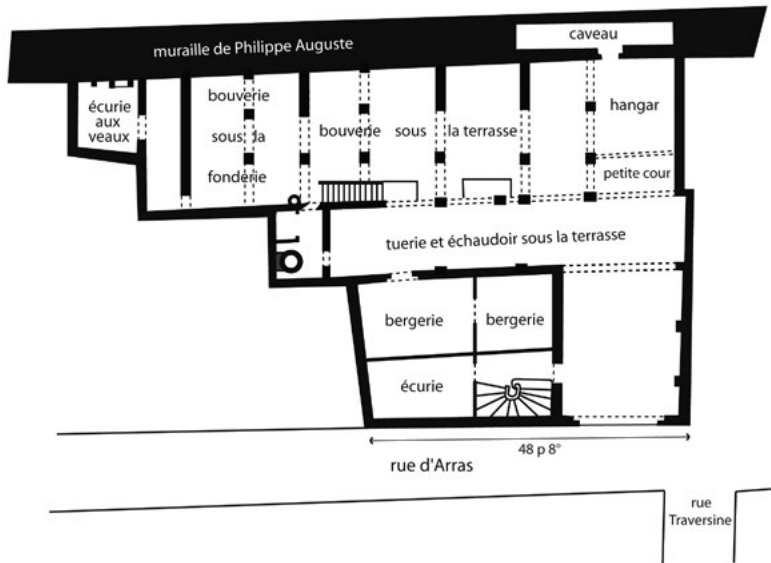 muraille de Philippe Auguste
caveau
écurie
aux
veaux
bouverie
sous la
fonderie
bouverie sous la terrasse
hangar
petite cour
tuerie et échaudoir sous la terrasse
bergerie
bergerie
écurie
48 p 8°
rue d'Arras
rue
Traversine